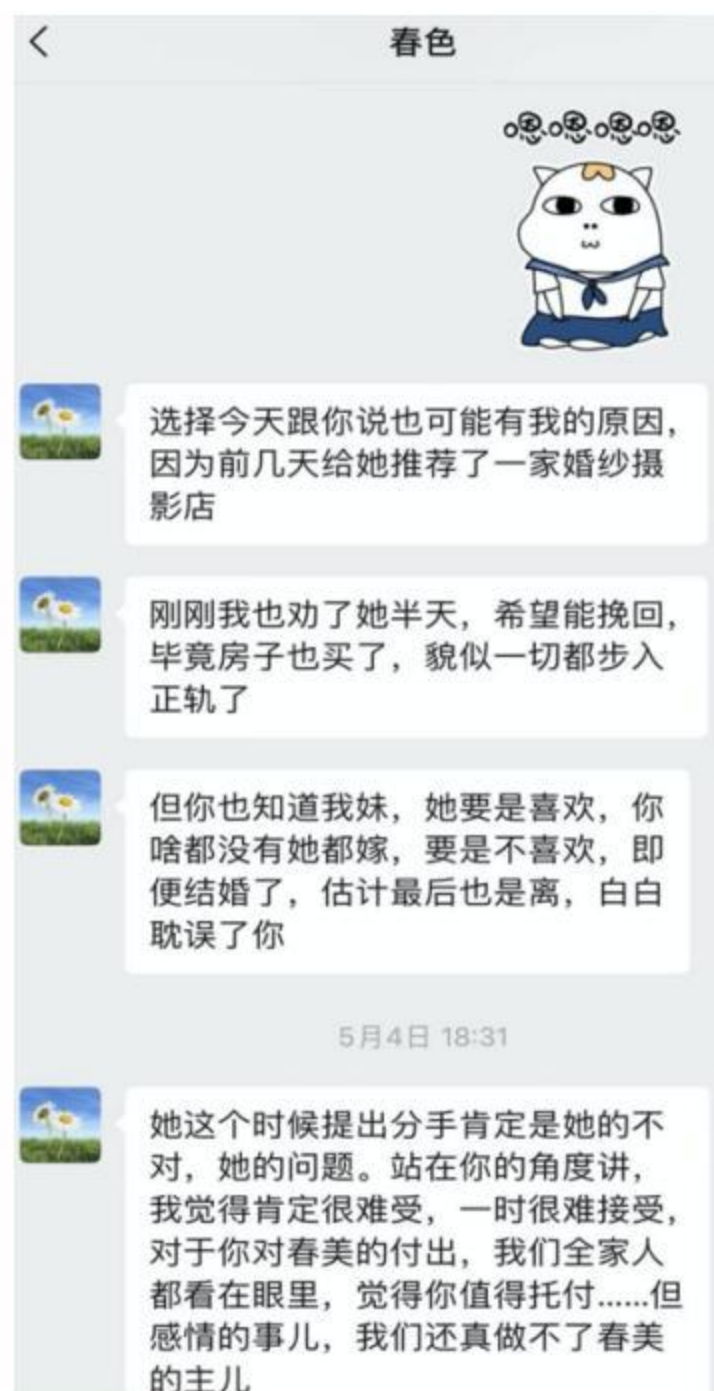 春色
嗯嗯嗯嗯
选择今天跟你说也可能有我的原因，
因为前几天给她推荐了一家婚纱摄
影店
刚刚我也劝了她半天，希望能挽回，
毕竟房子也买了，貌似一切都步入
正轨了
但你也知道我妹，她要是喜欢，你
啥都没有她都嫁，要是不喜欢，即
便结婚了，估计最后也是离，白白
耽误了你
5月4日 18:31
她这个时候提出分手肯定是她的不
对，她的问题。站在你的角度讲，
我觉得肯定很难受，一时很难接受，
对于你对春美的付出，我们全家人
都看在眼里，觉得你值得托付......但
感情的事儿，我们还真做不了春美
的主儿